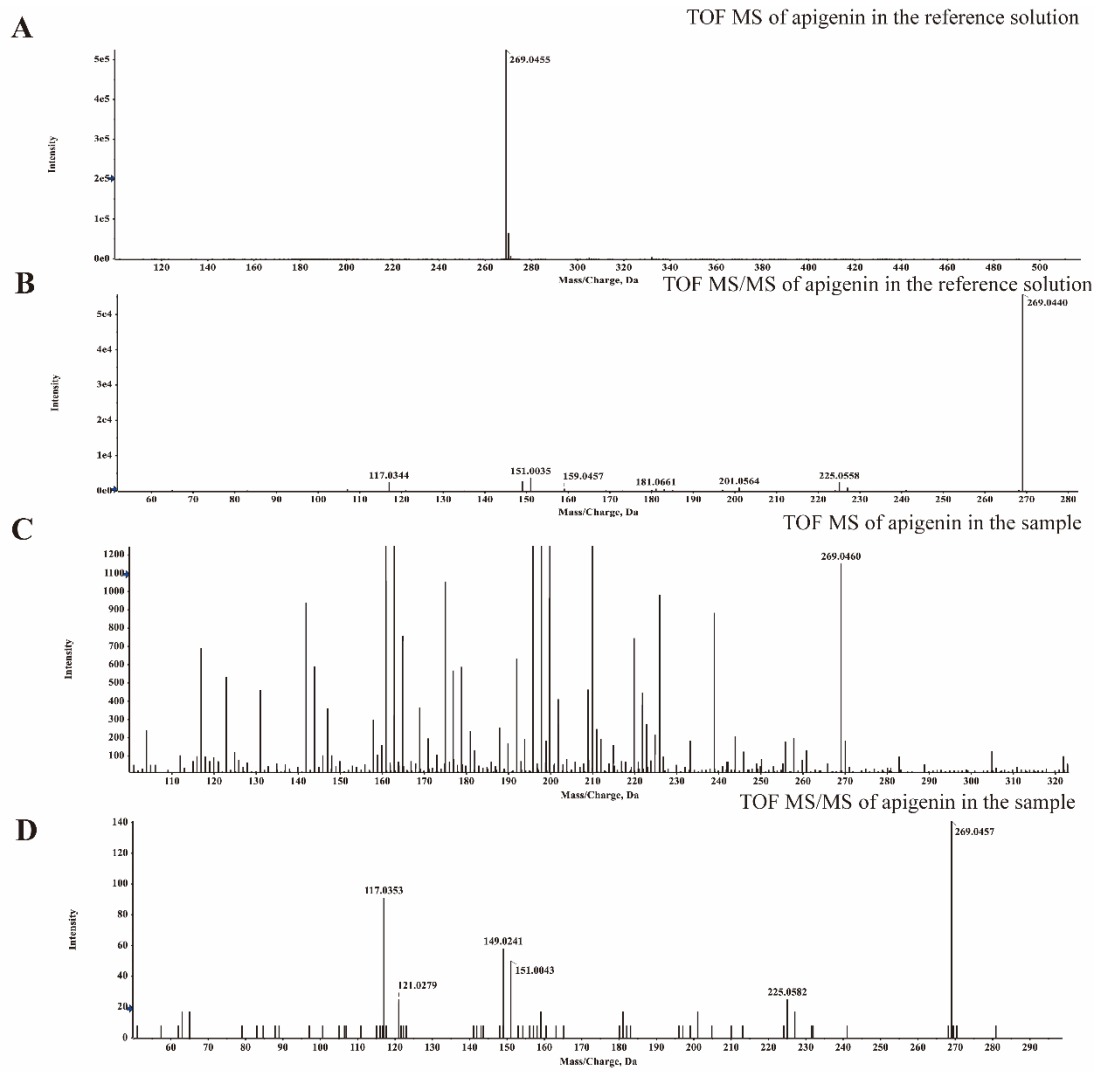 A
TOF MS of apigenin in the reference solution
5e5
4e5
3e5
2e5
1e5
0e0
Intensity
269.0455
120 140 160 180 200 220 240 260 280 300 320 340 360 380 400 420 440 460 480 500
Mass/Charge, Da
B
TOF MS/MS of apigenin in the reference solution
5e4
4e4
3e4
2e4
1e4
0e0
Intensity
269.0440
117.0344
151.0035
159.0457
181.0661
201.0564
225.0558
60 70 80 90 100 110 120 130 140 150 160 170 180 190 200 210 220 230 240 250 260 270 280
Mass/Charge, Da
C
TOF MS of apigenin in the sample
1200
1100
1000
900
800
700
600
500
400
300
200
100
Intensity
269.0460
110 120 130 140 150 160 170 180 190 200 210 220 230 240 250 260 270 280 290 300 310 320
Mass/Charge, Da
TOF MS/MS of apigenin in the sample
D
140
120
100
80
60
40
20
0
Intensity
269.0457
117.0353
149.0241
151.0043
121.0279
225.0582
60 70 80 90 100 110 120 130 140 150 160 170 180 190 200 210 220 230 240 250 260 270 280 290
Mass/Charge, Da